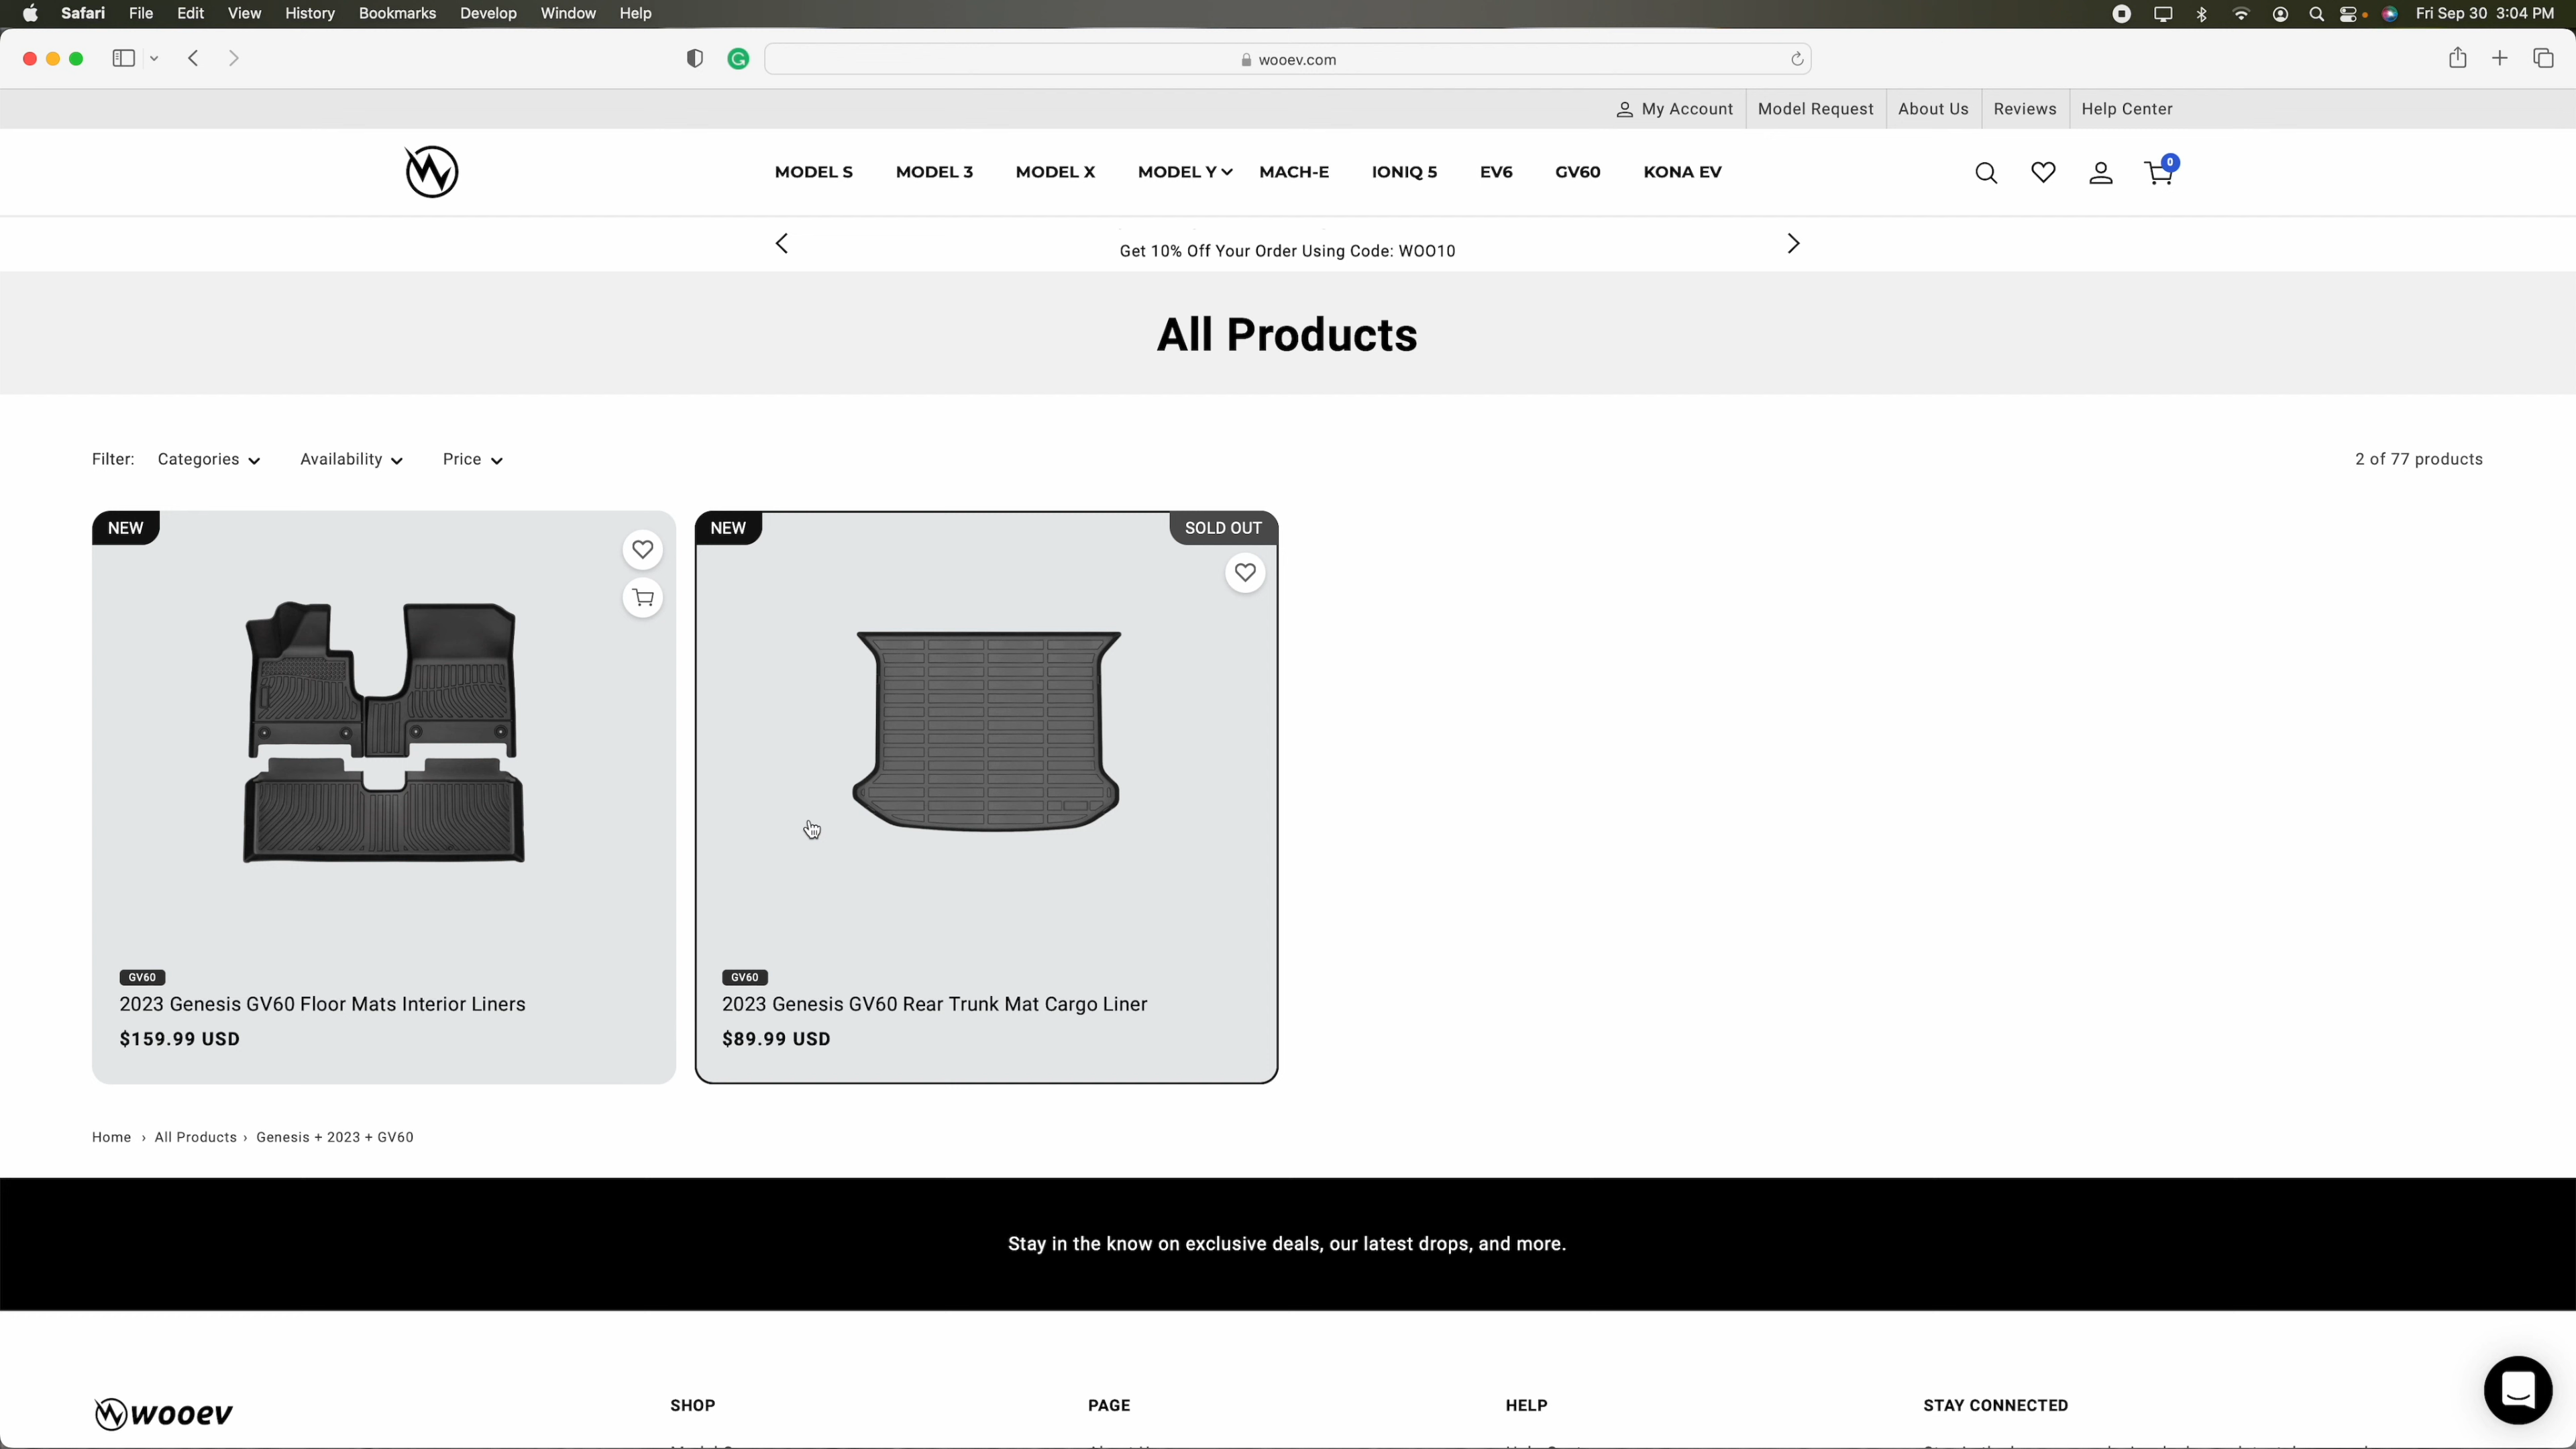 Safari File Edit View History Bookmarks Develop Window Help
Fri Sep 30 3:04 PM
wooev.com
My Account Model Request About Us Reviews Help Center
MODEL S MODEL 3 MODEL X MODEL Y MACH-E IONIQ 5 EV6 GV60 KONA EV
0
Get 10% Off Your Order Using Code: WOO10
All Products
Filter: Categories Availability Price
2 of 77 products
NEW
GV60
2023 Genesis GV60 Floor Mats Interior Liners
$159.99 USD
NEW
SOLD OUT
GV60
2023 Genesis GV60 Rear Trunk Mat Cargo Liner
$89.99 USD
Home › All Products › Genesis + 2023 + GV60
Stay in the know on exclusive deals, our latest drops, and more.
wooev
SHOP
PAGE
HELP
STAY CONNECTED